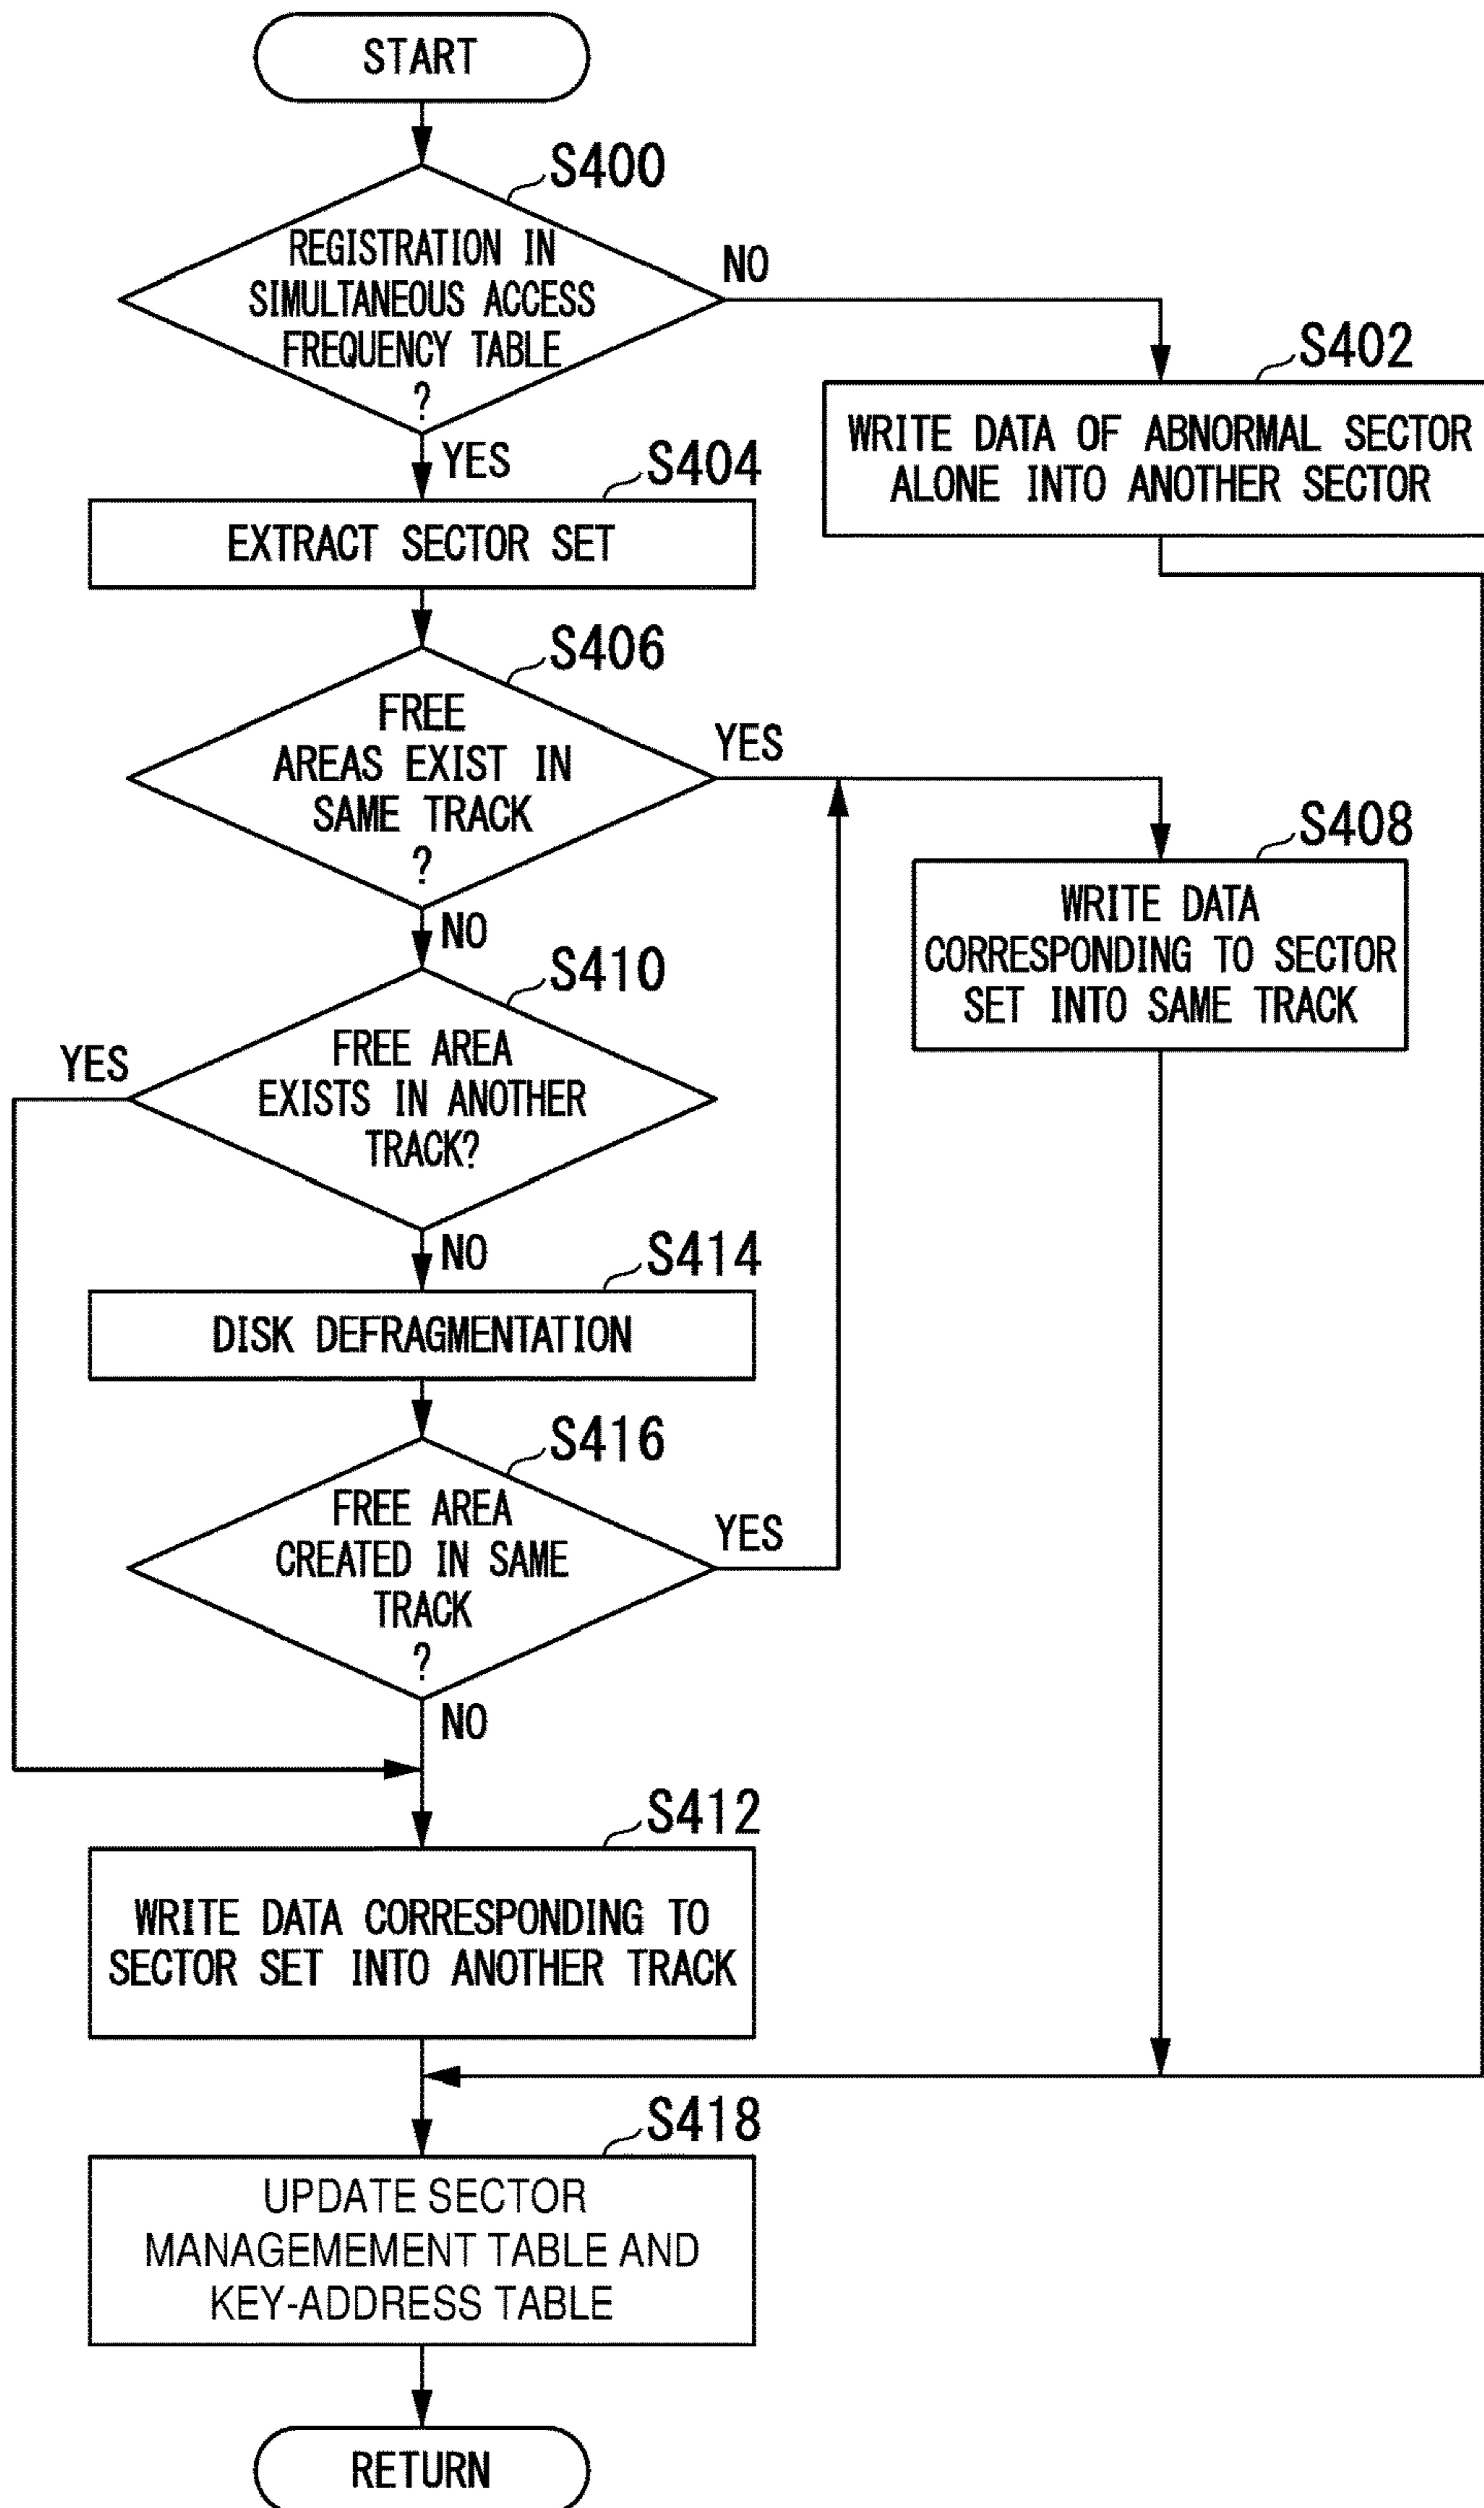 START
S400
REGISTRATION IN
SIMULTANEOUS ACCESS
FREQUENCY TABLE
?
NO
YES
S402
WRITE DATA OF ABNORMAL SECTOR
ALONE INTO ANOTHER SECTOR
S404
EXTRACT SECTOR SET
S406
FREE
AREAS EXIST IN
SAME TRACK
?
YES
NO
S408
WRITE DATA
CORRESPONDING TO SECTOR
SET INTO SAME TRACK
S410
FREE AREA
EXISTS IN ANOTHER
TRACK?
YES
NO
S414
DISK DEFRAGMENTATION
S416
FREE AREA
CREATED IN SAME
TRACK
?
YES
NO
S412
WRITE DATA CORRESPONDING TO
SECTOR SET INTO ANOTHER TRACK
S418
UPDATE SECTOR
MANAGEMEMENT TABLE AND
KEY-ADDRESS TABLE
RETURN